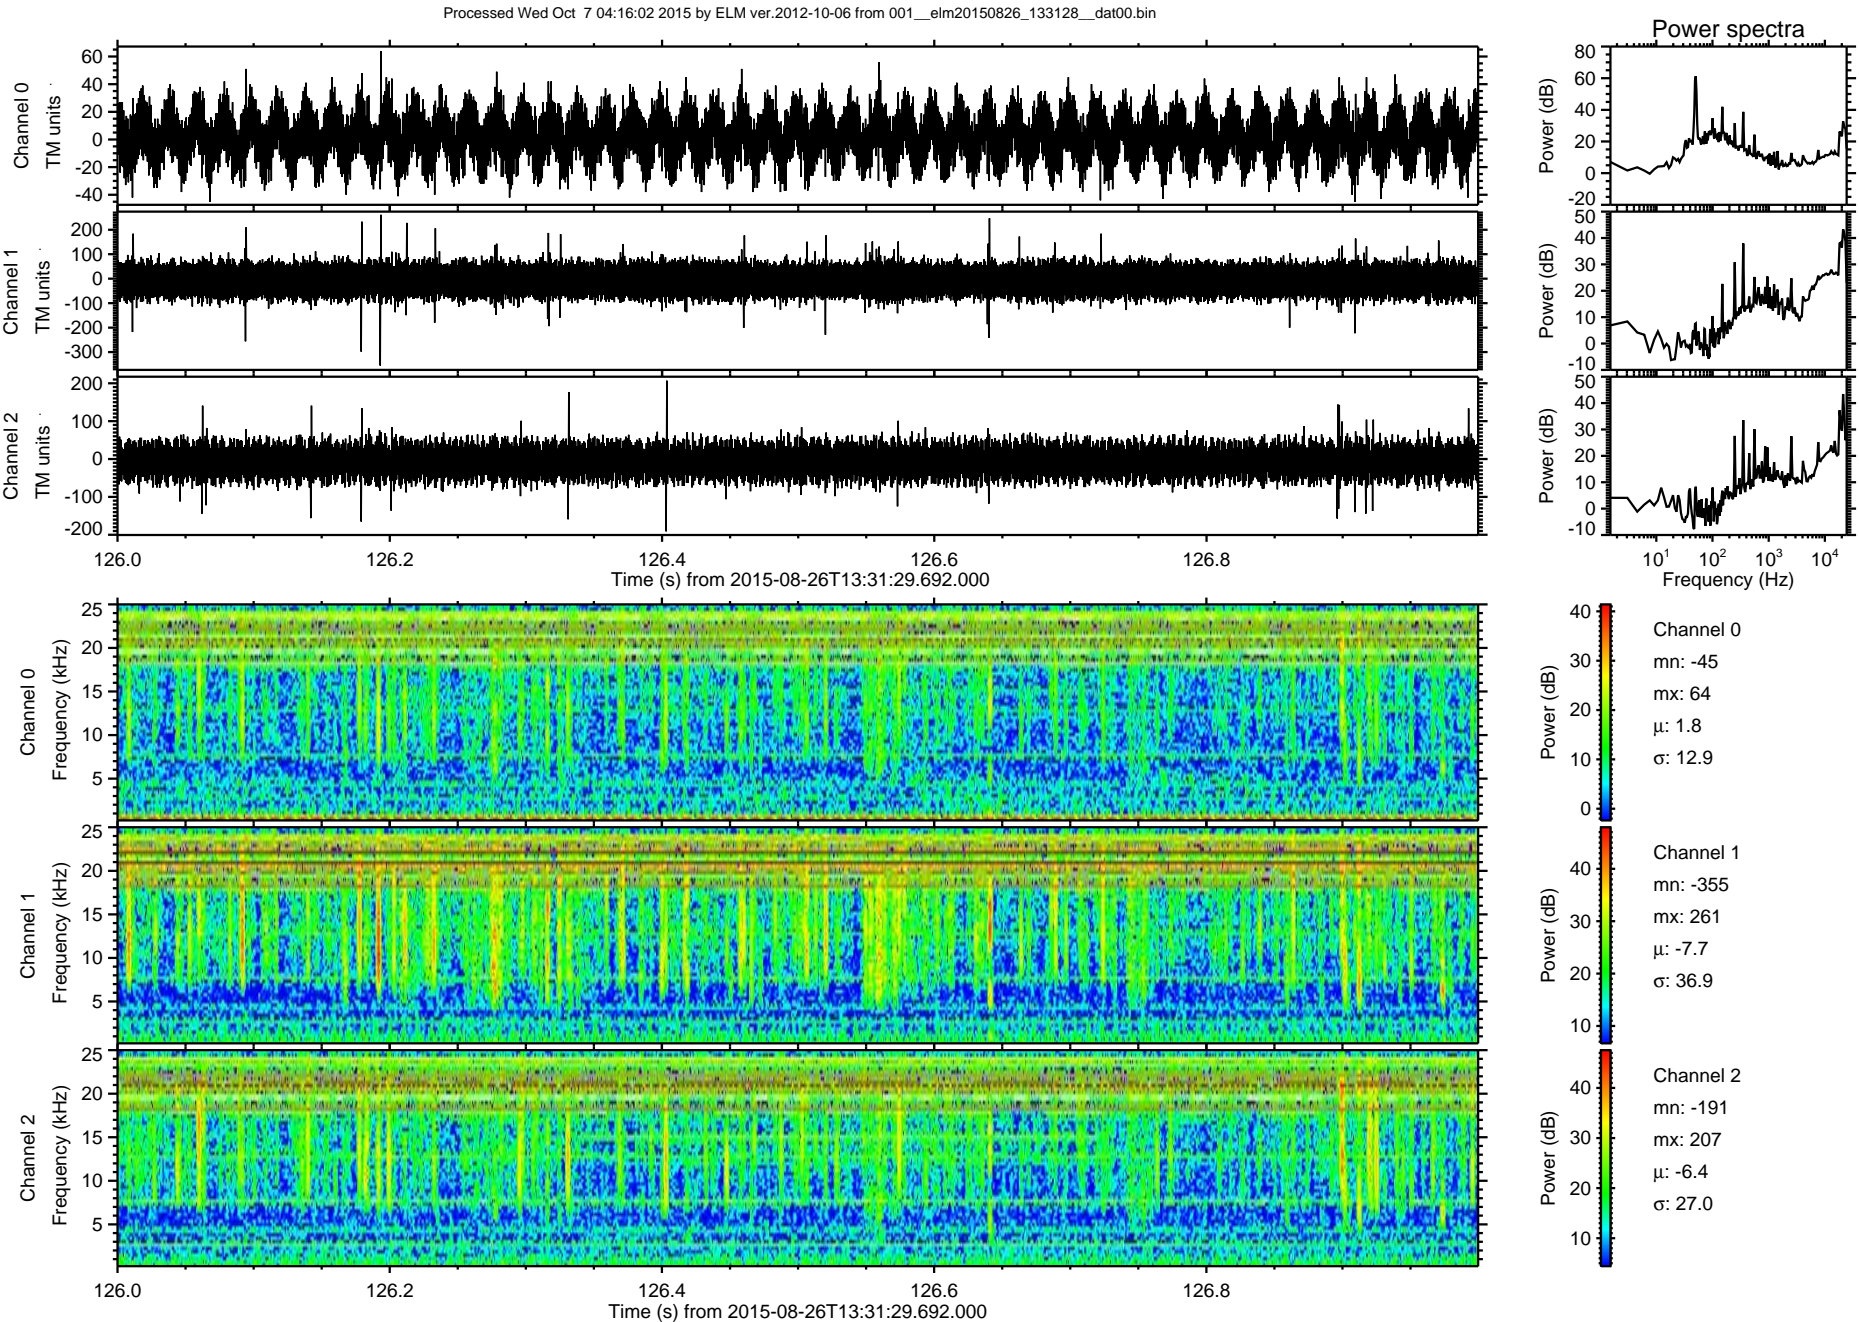 Processed Wed Oct  7 04:16:02 2015 by ELM ver.2012-10-06 from 001__elm20150826_133128__dat00.bin
Power spectra
Channel 0
TM units
60
40
20
0
-20
-40
Power (dB)
80
60
40
20
0
-20
Channel 1
TM units
200
100
0
-100
-200
-300
Power (dB)
50
40
30
20
10
0
-10
Channel 2
TM units
200
100
0
-100
-200
Power (dB)
50
40
30
20
10
0
-10
126.0 126.2 126.4 126.6 126.8
Time (s) from 2015-08-26T13:31:29.692.000
10¹ 10² 10³ 10⁴
Frequency (Hz)
Channel 0
Frequency (kHz)
25
20
15
10
5
Power (dB)
40
30
20
10
0
Channel 0
mn: -45
mx: 64
μ: 1.8
σ: 12.9
Channel 1
Frequency (kHz)
25
20
15
10
5
Power (dB)
40
30
20
10
Channel 1
mn: -355
mx: 261
μ: -7.7
σ: 36.9
Channel 2
Frequency (kHz)
25
20
15
10
5
Power (dB)
40
30
20
10
Channel 2
mn: -191
mx: 207
μ: -6.4
σ: 27.0
126.0 126.2 126.4 126.6 126.8
Time (s) from 2015-08-26T13:31:29.692.000